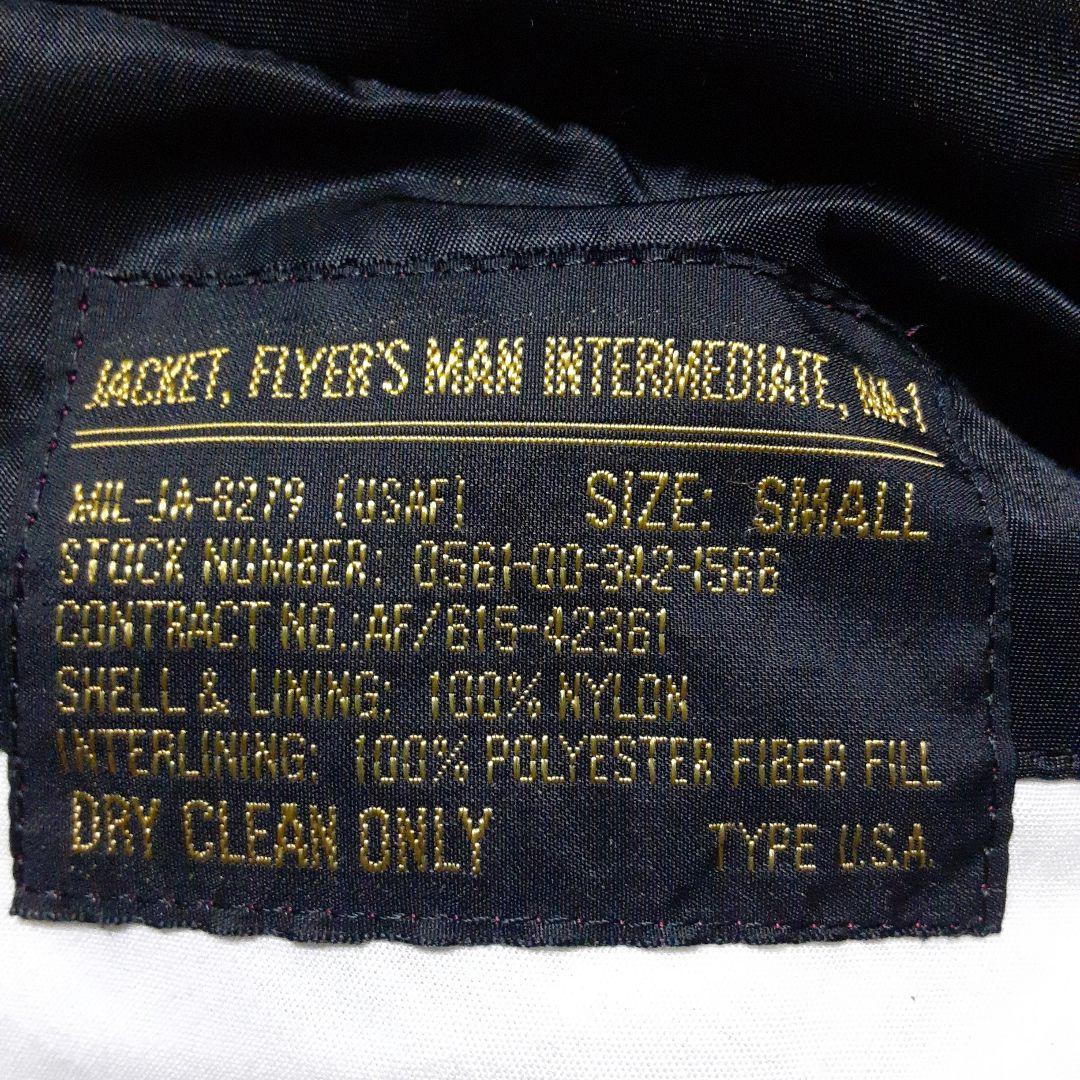 JACKET, FLYER'S MAN INTERMEDIATE, MA-1
MIL-JA-8279 (USAF) SIZE: SMALL
STOCK NUMBER: 0561-00-342-1566
CONTRACT NO.:AF/615-42361
SHELL & LINING: 100% NYLON
INTERLINING: 100% POLYESTER FIBER FILL
DRY CLEAN ONLY TYPE U.S.A.